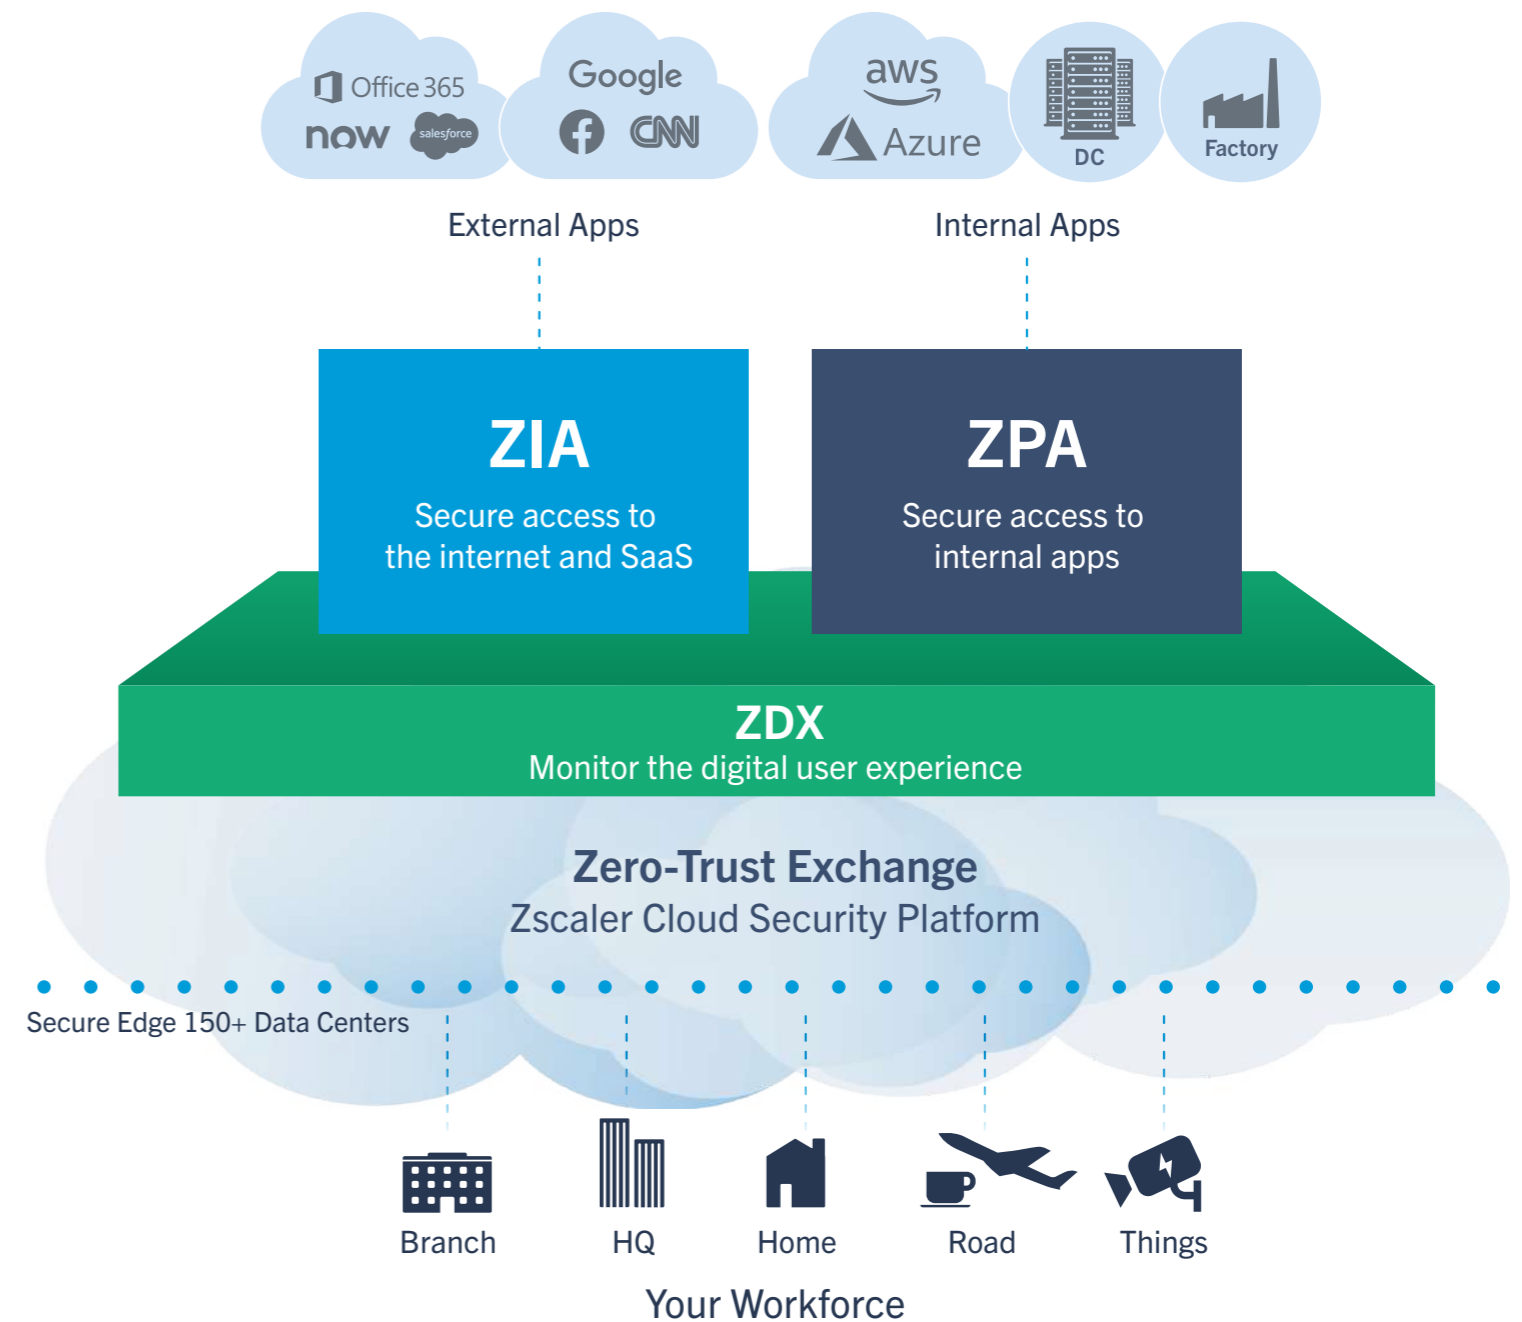 Office 365
now
salesforce
Google
CNN
aws
Azure
DC
Factory
External Apps
Internal Apps
ZIA
Secure access to
the internet and SaaS
ZPA
Secure access to
internal apps
ZDX
Monitor the digital user experience
Zero-Trust Exchange
Zscaler Cloud Security Platform
Secure Edge 150+ Data Centers
Branch
HQ
Home
Road
Things
Your Workforce